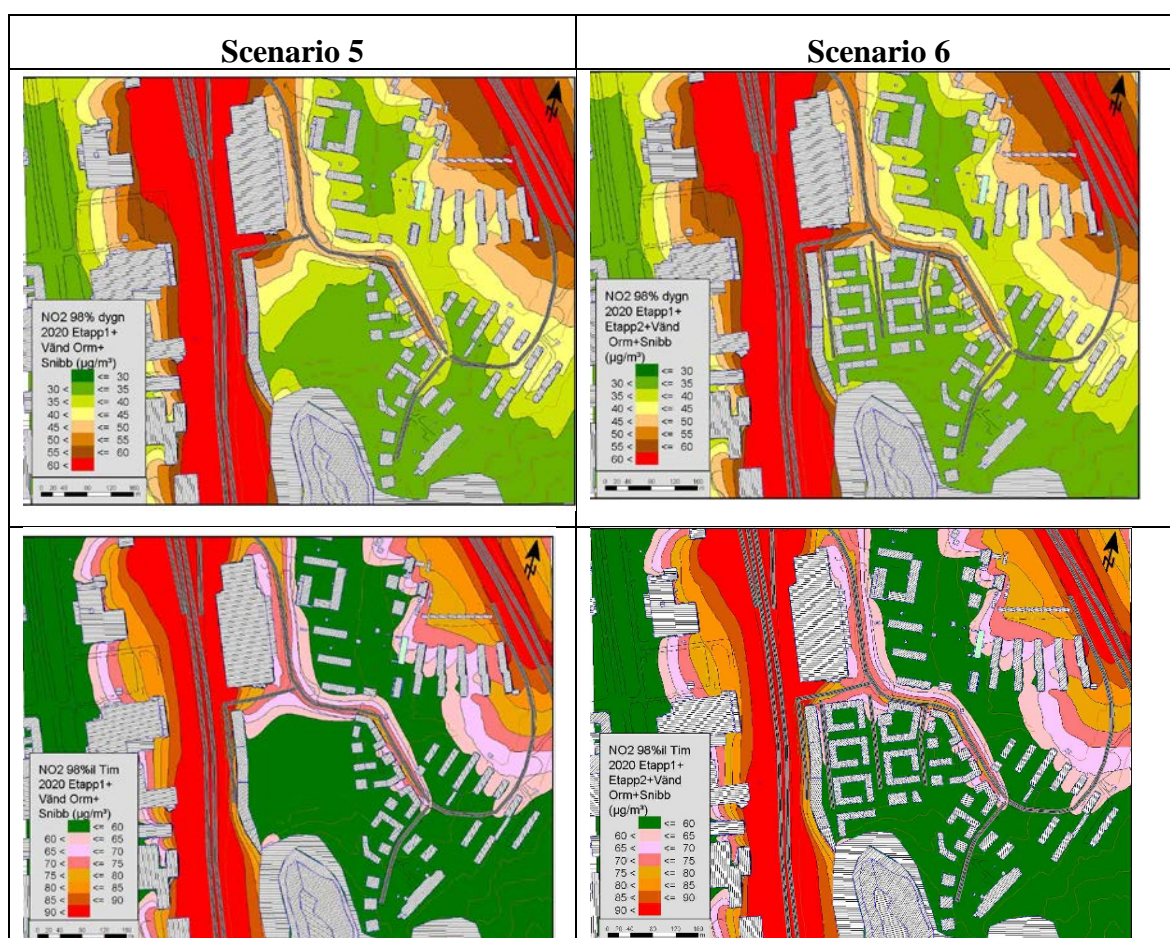 Scenario 5
Scenario 6
NO2 98% dygn
2020 Etapp1+
Vänd Orm+
Snibb (µg/m³)
<= 30
30 < <= 35
35 < <= 40
40 < <= 45
45 < <= 50
50 < <= 55
55 < <= 60
60 <
NO2 98% dygn
2020 Etapp1+
Etapp2+Vänd
Orm+Snibb
(µg/m³)
<= 30
30 < <= 35
35 < <= 40
40 < <= 45
45 < <= 50
50 < <= 55
55 < <= 60
60 <
NO2 98%il Tim
2020 Etapp1+
Vänd Orm+
Snibb (µg/m³)
<= 60
60 < <= 65
65 < <= 70
70 < <= 75
75 < <= 80
80 < <= 85
85 < <= 90
90 <
NO2 98%il Tim
2020 Etapp1+
Etapp2+Vänd
Orm+Snibb
(µg/m³)
<= 60
60 < <= 65
65 < <= 70
70 < <= 75
75 < <= 80
80 < <= 85
85 < <= 90
90 <